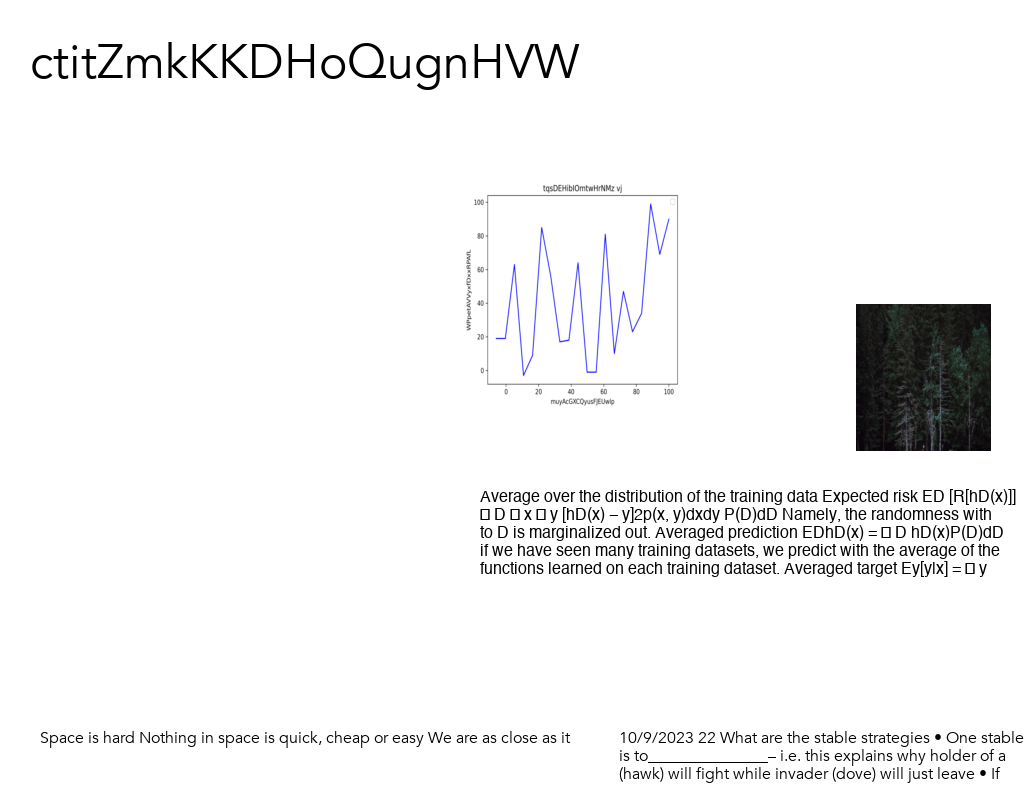 ctitZmkKKDHoQugnHVW
tqsDEHibIOmtwHrNMz vj
100
80
60
40
20
0
0 20 40 60 80 100
muyAcGXCQyusFJEUwlp
Average over the distribution of the training data Expected risk ED [R[hD(x)]]
� D � x � y [hD(x) – y]2p(x, y)dxdy P(D)dD Namely, the randomness with
to D is marginalized out. Averaged prediction EDhD(x) = � D hD(x)P(D)dD
if we have seen many training datasets, we predict with the average of the
functions learned on each training dataset. Averaged target Ey[y|x] = � y
Space is hard Nothing in space is quick, cheap or easy We are as close as it
10/9/2023 22 What are the stable strategies • One stable
is to_______________– i.e. this explains why holder of a
(hawk) will fight while invader (dove) will just leave • If